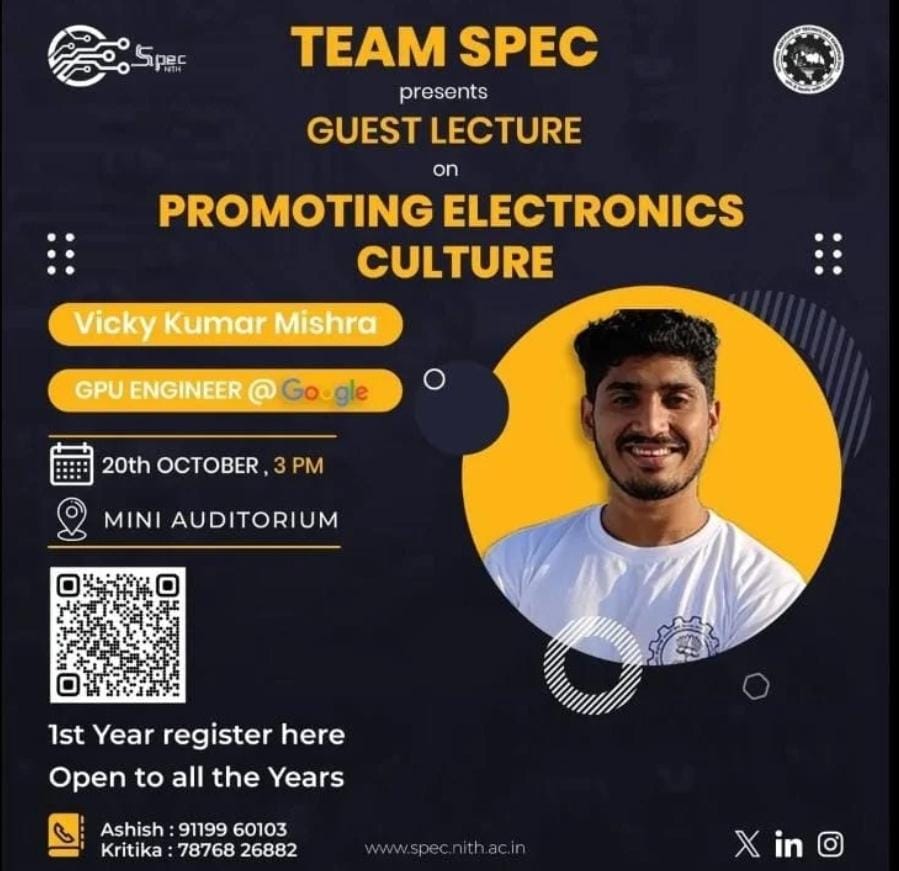 Spec
NITH
TEAM SPEC
presents
GUEST LECTURE
on
PROMOTING ELECTRONICS
CULTURE
Vicky Kumar Mishra
GPU ENGINEER @ Google
20th OCTOBER, 3 PM
MINI AUDITORIUM
1st Year register here
Open to all the Years
Ashish : 91199 60103
Kritika : 78768 26882
www.spec.nith.ac.in
X in